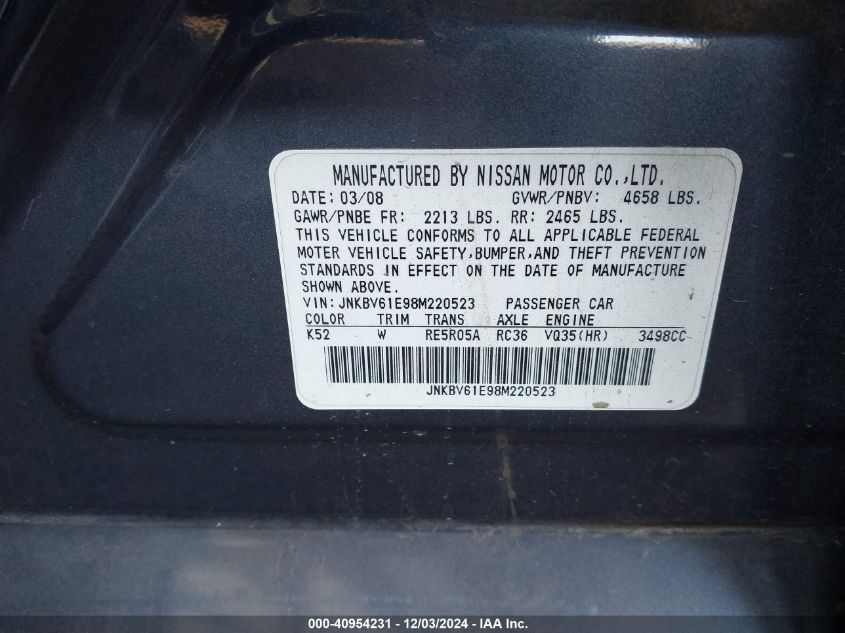 MANUFACTURED BY NISSAN MOTOR CO.,LTD.
DATE: 03/08 GVWR/PNBV: 4658 LBS.
GAWR/PNBE FR: 2213 LBS. RR: 2465 LBS.
THIS VEHICLE CONFORMS TO ALL APPLICABLE FEDERAL
MOTER VEHICLE SAFETY,BUMPER,AND THEFT PREVENTION
STANDARDS IN EFFECT ON THE DATE OF MANUFACTURE
SHOWN ABOVE.
VIN:JNKBV61E98M220523 PASSENGER CAR
COLOR TRIM TRANS AXLE ENGINE
K52 W RE5R05A RC36 VQ35(HR) 3498CC
JNKBV61E98M220523
000-40954231 - 12/03/2024 - IAA Inc.